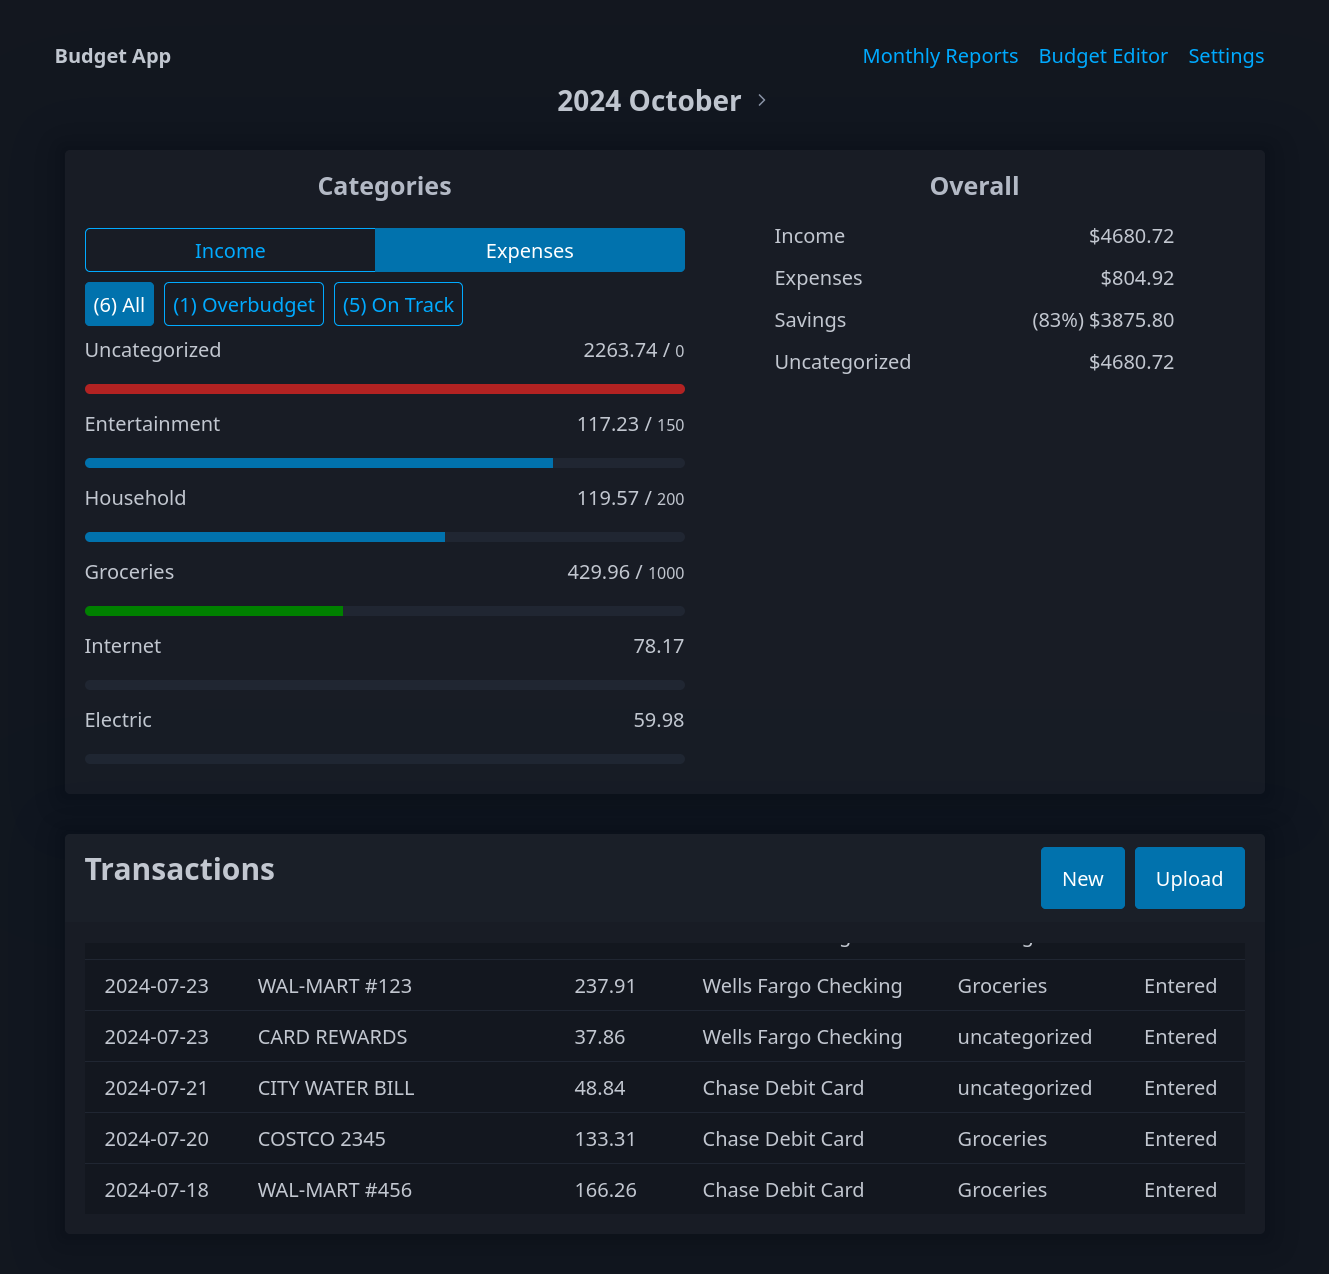 Budget App Monthly Reports Budget Editor Settings
2024 October
Categories
Income Expenses
(6) All (1) Overbudget (5) On Track
Uncategorized 2263.74 / 0
Entertainment 117.23 / 150
Household 119.57 / 200
Groceries 429.96 / 1000
Internet 78.17
Electric 59.98
Overall
Income $4680.72
Expenses $804.92
Savings (83%) $3875.80
Uncategorized $4680.72
Transactions New Upload
2024-07-23 WAL-MART #123 237.91 Wells Fargo Checking Groceries Entered
2024-07-23 CARD REWARDS 37.86 Wells Fargo Checking uncategorized Entered
2024-07-21 CITY WATER BILL 48.84 Chase Debit Card uncategorized Entered
2024-07-20 COSTCO 2345 133.31 Chase Debit Card Groceries Entered
2024-07-18 WAL-MART #456 166.26 Chase Debit Card Groceries Entered